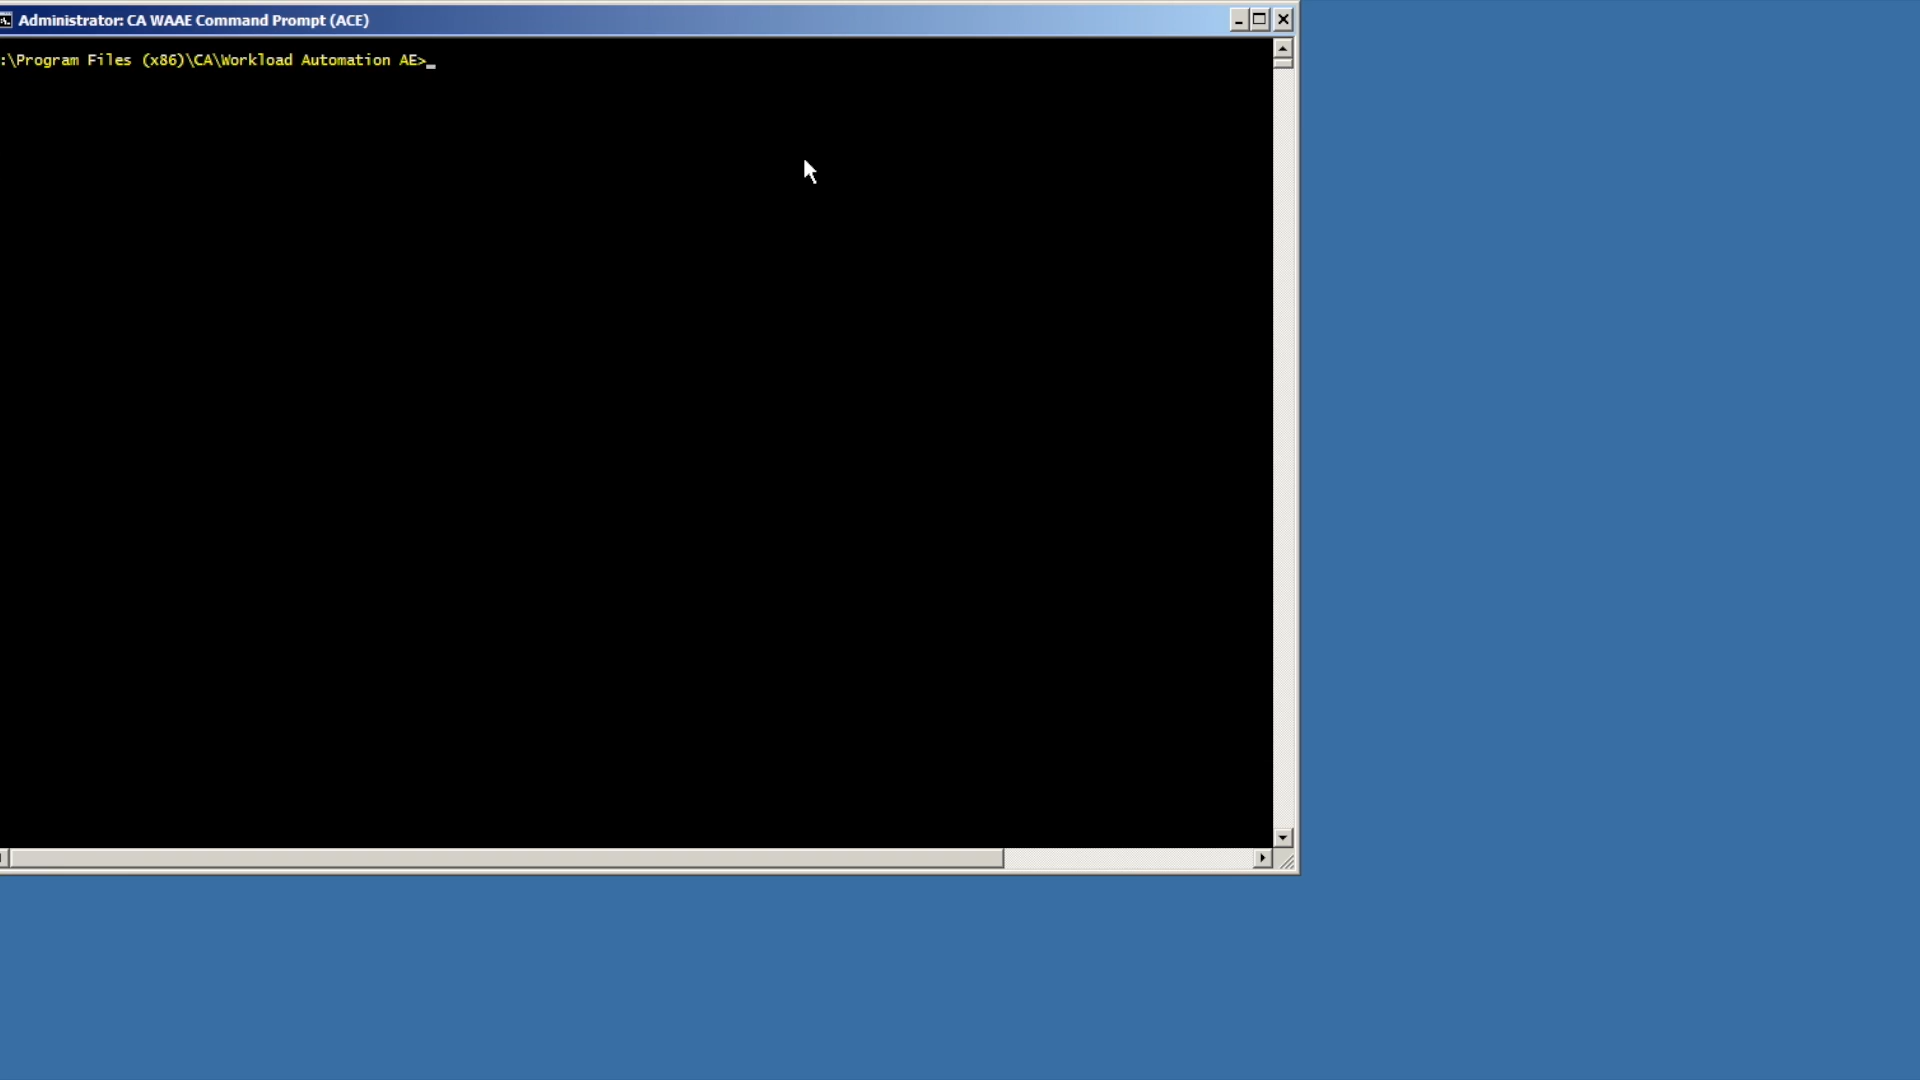 Administrator: CA WAAE Command Prompt (ACE)
:\Program Files (x86)\CA\Workload Automation AE>_